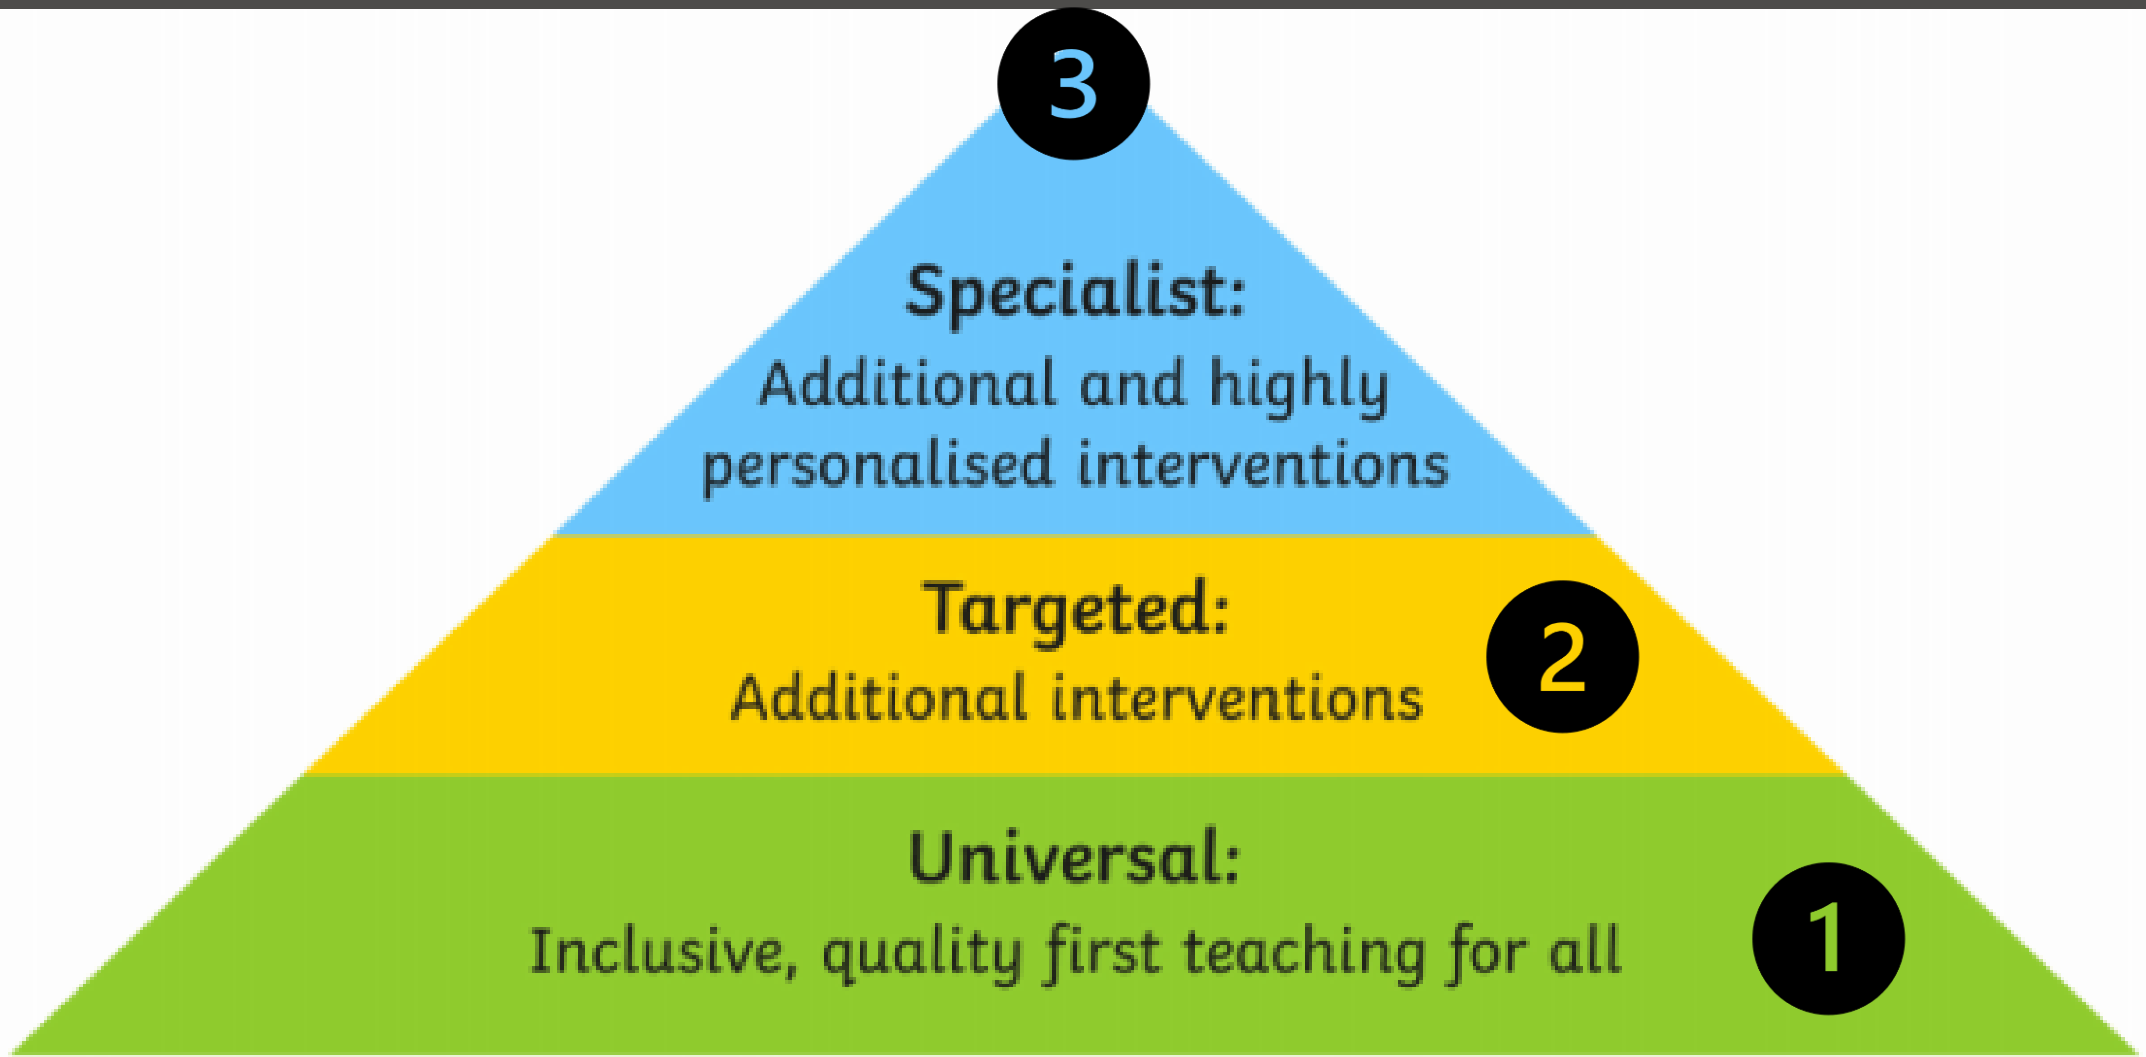 3
Specialist:
Additional and highly
personalised interventions
Targeted:
Additional interventions
2
Universal:
Inclusive, quality first teaching for all
1